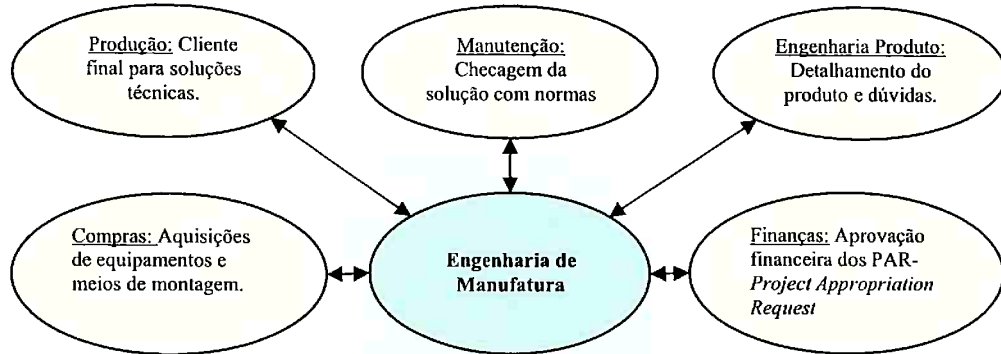 Produção: Cliente
final para soluções
técnicas.
Manutenção:
Checagem da
solução com normas
Engenharia Produto:
Detalhamento do
produto e dúvidas.
Compras: Aquisições
de equipamentos e
meios de montagem.
Engenharia de
Manufatura
Finanças: Aprovação
financeira dos PAR-
Project Appropriation
Request